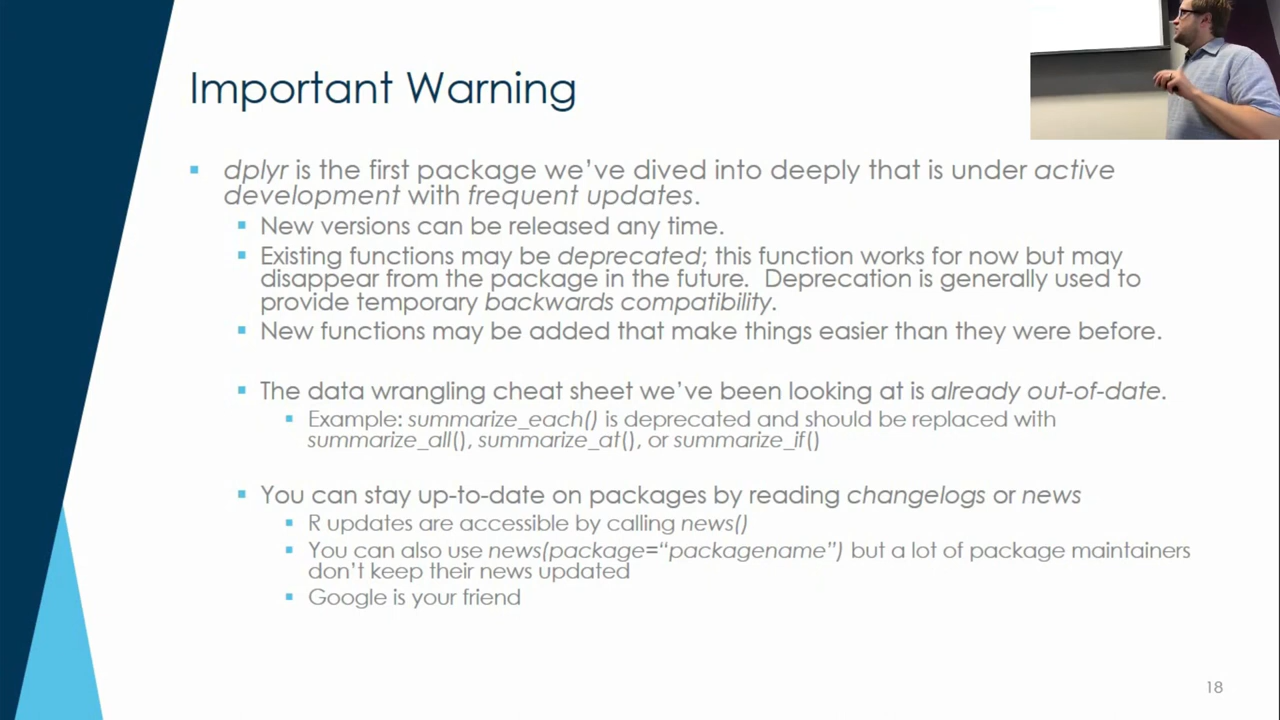 Important Warning
dplyr is the first package we’ve dived into deeply that is under active
development with frequent updates.
New versions can be released any time.
Existing functions may be deprecated; this function works for now but may
disappear from the package in the future.  Deprecation is generally used to
provide temporary backwards compatibility.
New functions may be added that make things easier than they were before.
The data wrangling cheat sheet we’ve been looking at is already out-of-date.
Example: summarize_each() is deprecated and should be replaced with
summarize_all(), summarize_at(), or summarize_if()
You can stay up-to-date on packages by reading changelogs or news
R updates are accessible by calling news()
You can also use news(package=“packagename”) but a lot of package maintainers
don’t keep their news updated
Google is your friend
18